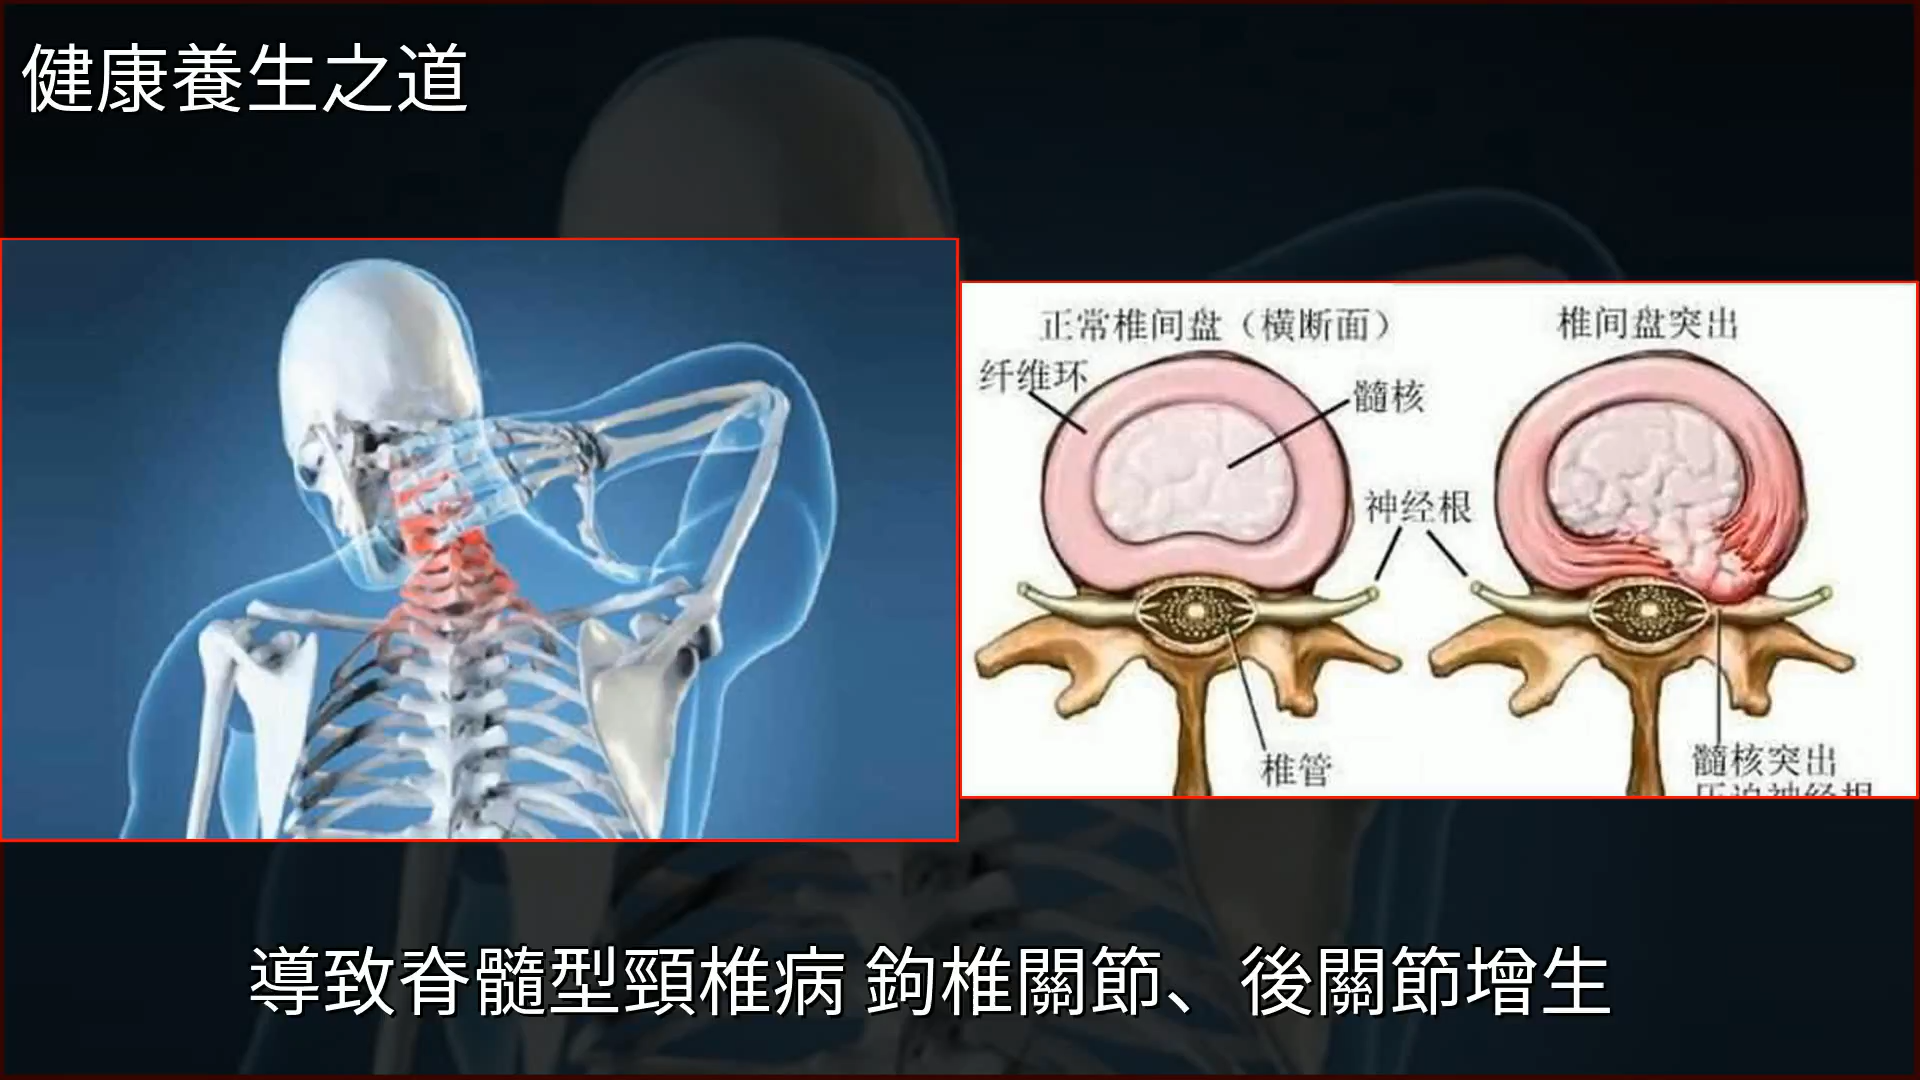 健康養生之道
正常椎间盘（横断面）
椎间盘突出
纤维环
髓核
神经根
椎管
髓核突出
導致脊髓型頸椎病 鉤椎關節、後關節增生